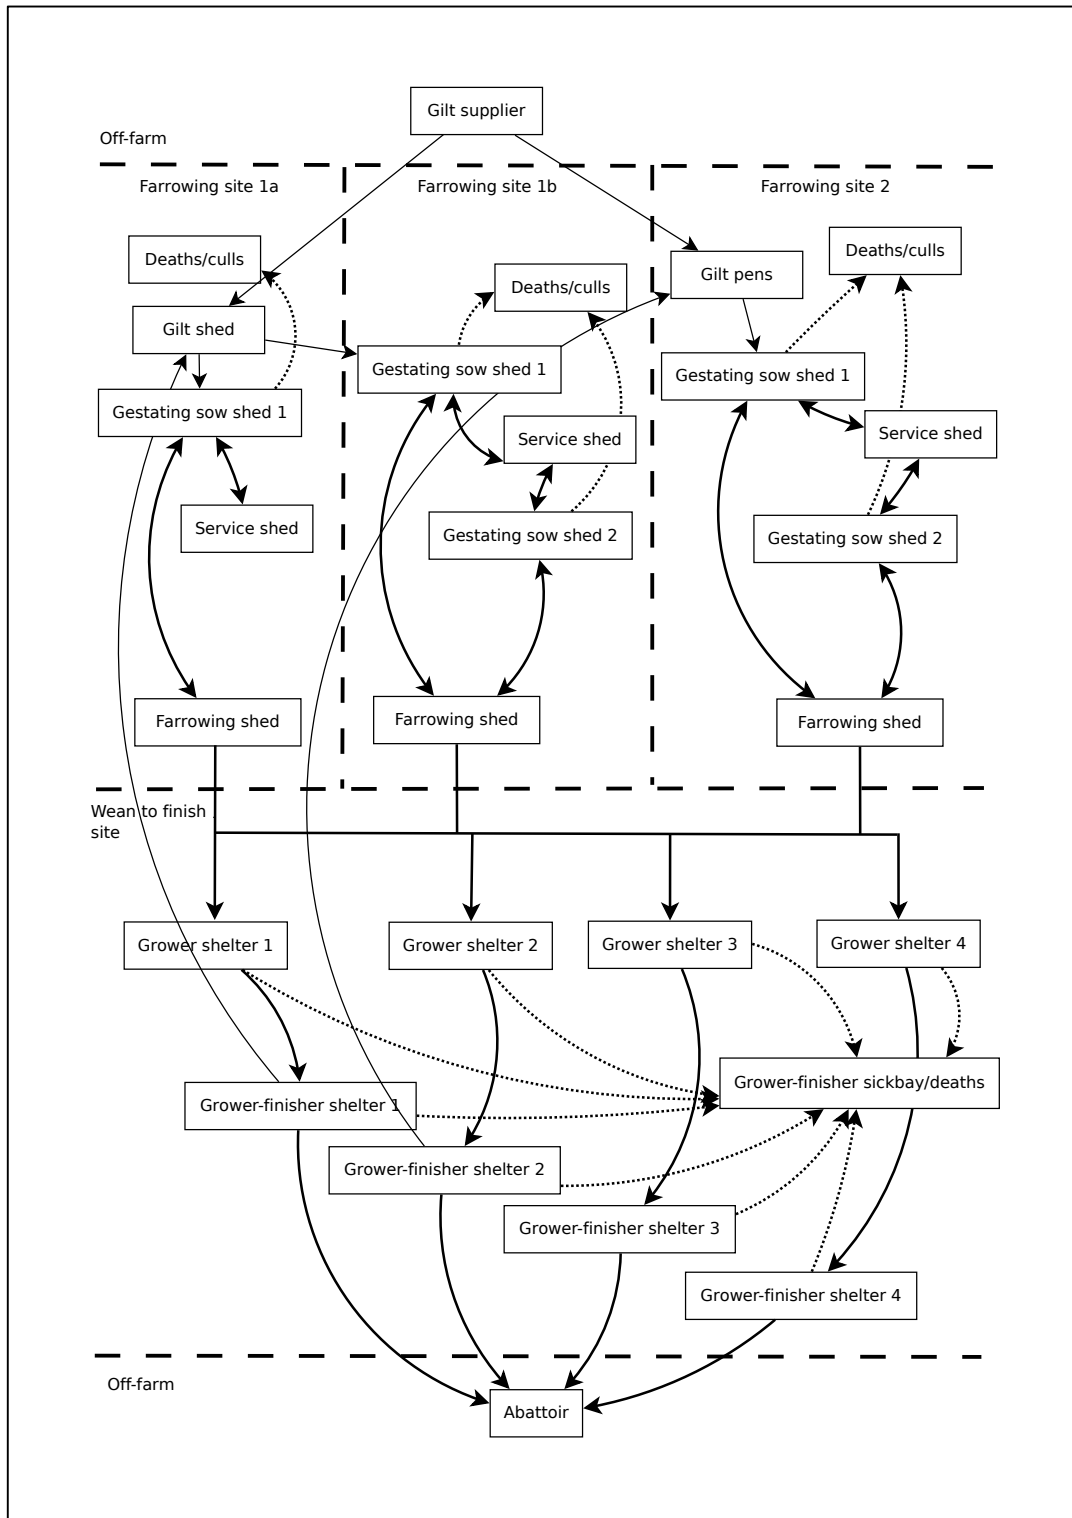 Gilt supplier
Off-farm
Farrowing site 1a
Farrowing site 1b
Farrowing site 2
Deaths/culls
Deaths/culls
Deaths/culls
Gilt pens
Gilt shed
Gestating sow shed 1
Gestating sow shed 1
Gestating sow shed 1
Service shed
Service shed
Service shed
Gestating sow shed 2
Gestating sow shed 2
Farrowing shed
Farrowing shed
Farrowing shed
Wean to finish
site
Grower shelter 1
Grower shelter 2
Grower shelter 3
Grower shelter 4
Grower-finisher sickbay/deaths
Grower-finisher shelter 1
Grower-finisher shelter 2
Grower-finisher shelter 3
Grower-finisher shelter 4
Off-farm
Abattoir